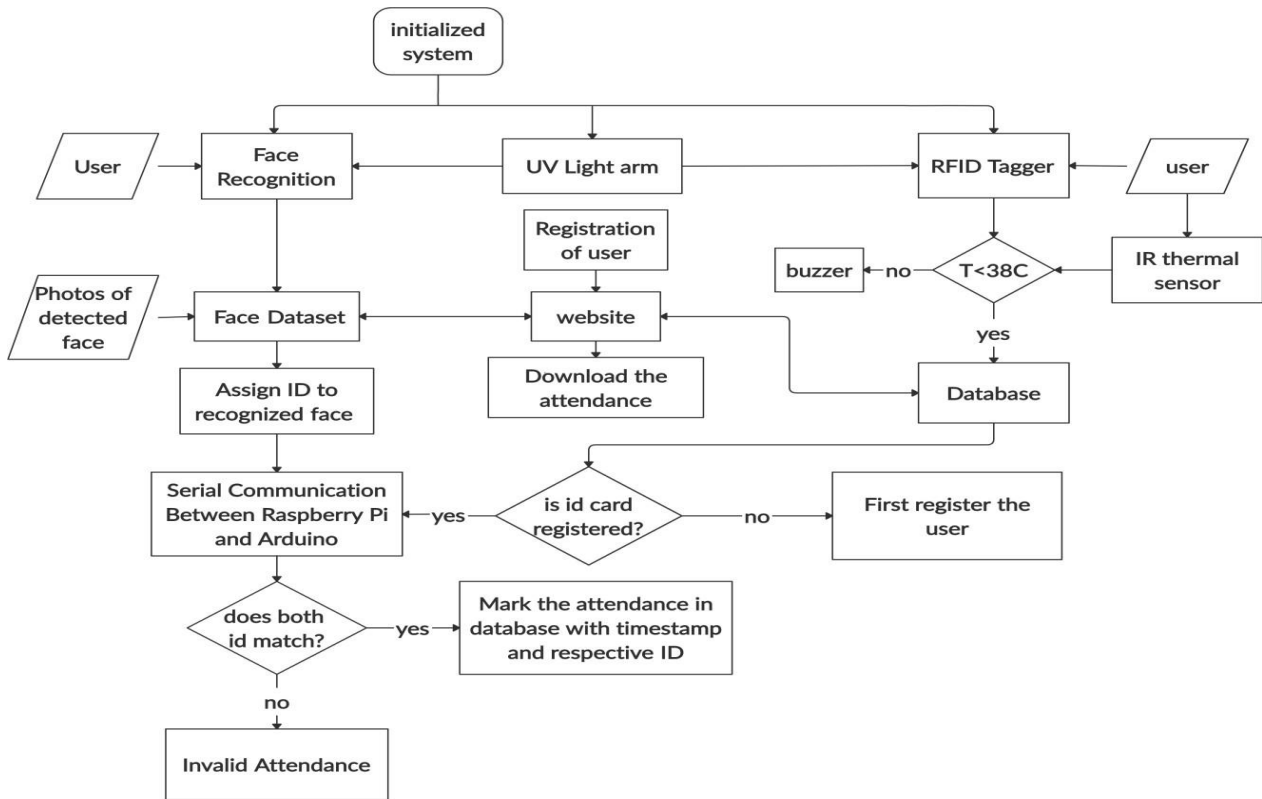 initialized
system
User
Face
Recognition
UV Light arm
RFID Tagger
user
Registration
of user
buzzer
no
T<38C
IR thermal
sensor
Photos of
detected
face
Face Dataset
website
yes
Assign ID to
recognized face
Download the
attendance
Database
Serial Communication
Between Raspberry Pi
and Arduino
yes
is id card
registered?
no
First register the
user
does both
id match?
yes
Mark the attendance in
database with timestamp
and respective ID
no
Invalid Attendance